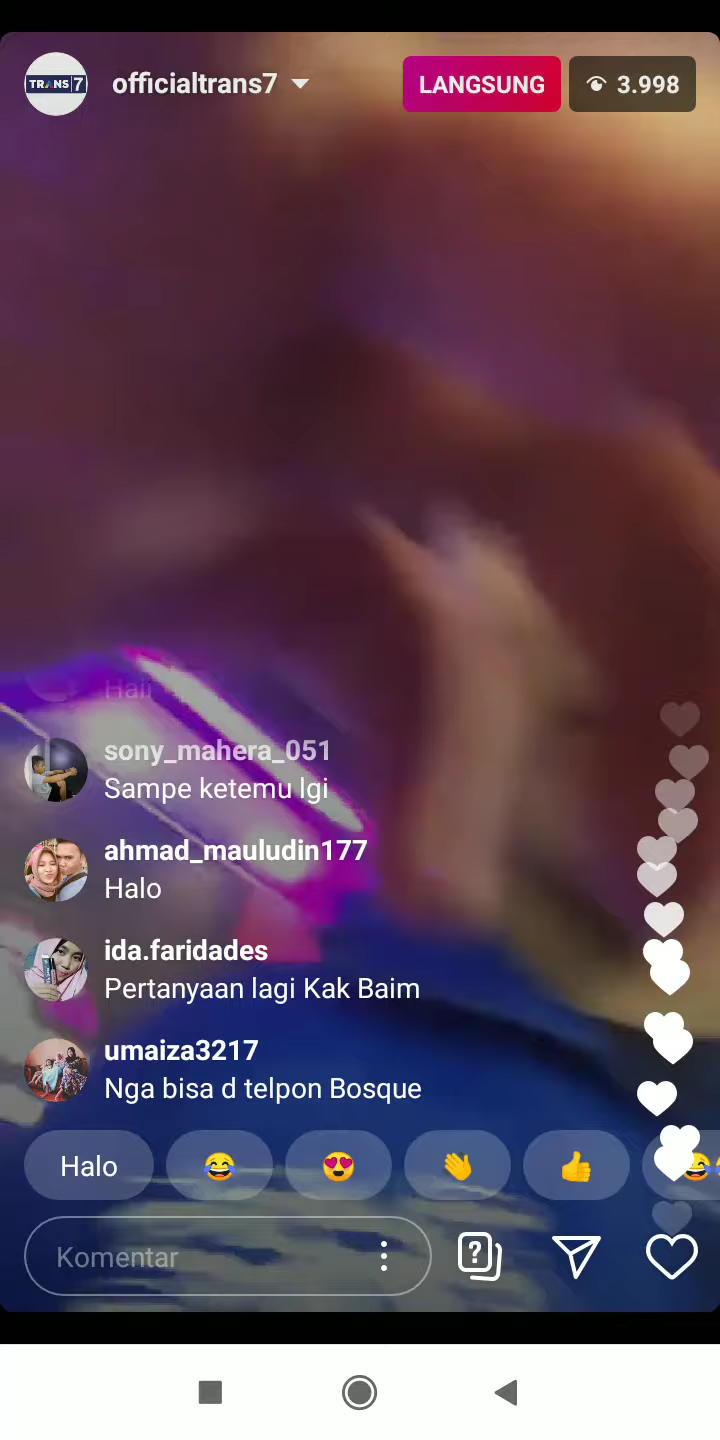 TRANS|7
officialtrans7
LANGSUNG
3.998
Haii
sony_mahera_051
Sampe ketemu lgi
ahmad_mauludin177
Halo
ida.faridades
Pertanyaan lagi Kak Baim
umaiza3217
Nga bisa d telpon Bosque
Halo
Komentar
?